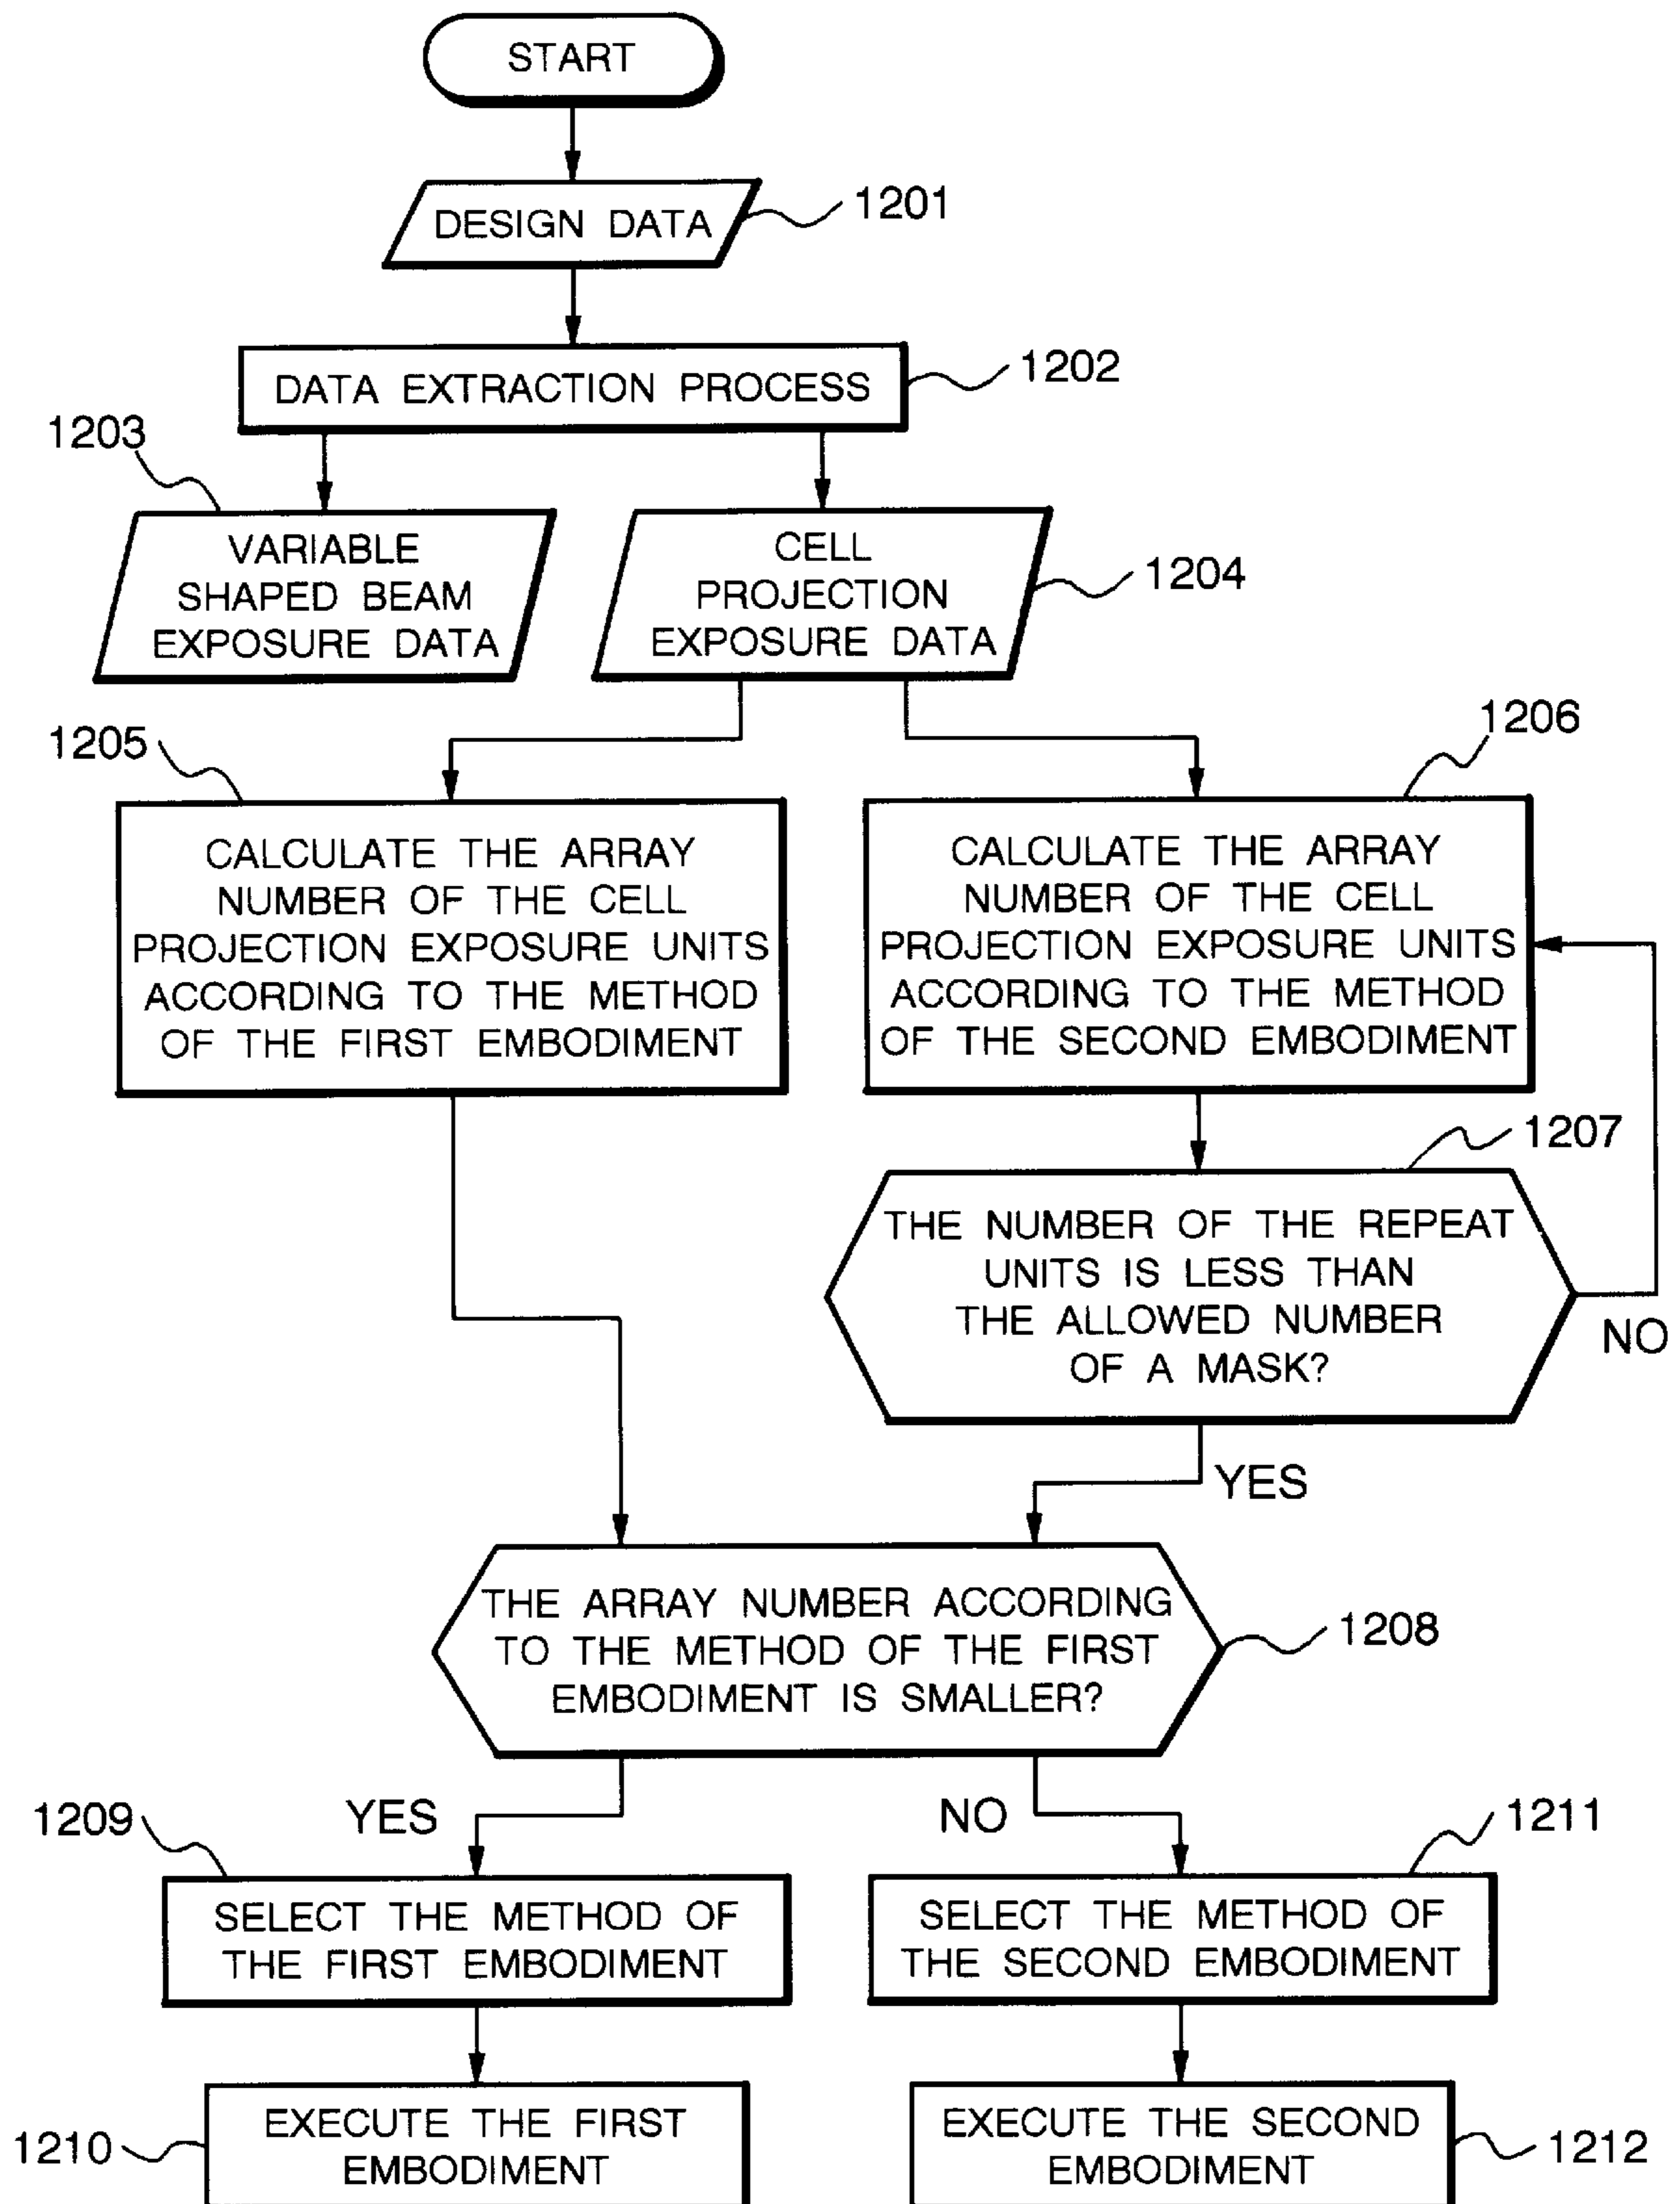 START
DESIGN DATA
1201
DATA EXTRACTION PROCESS
1202
1203
VARIABLE
SHAPED BEAM
EXPOSURE DATA
CELL
PROJECTION
EXPOSURE DATA
1204
1205
CALCULATE THE ARRAY
NUMBER OF THE CELL
PROJECTION EXPOSURE UNITS
ACCORDING TO THE METHOD
OF THE FIRST EMBODIMENT
1206
CALCULATE THE ARRAY
NUMBER OF THE CELL
PROJECTION EXPOSURE UNITS
ACCORDING TO THE METHOD
OF THE SECOND EMBODIMENT
1207
THE NUMBER OF THE REPEAT
UNITS IS LESS THAN
THE ALLOWED NUMBER
OF A MASK?
NO
YES
THE ARRAY NUMBER ACCORDING
TO THE METHOD OF THE FIRST
EMBODIMENT IS SMALLER?
1208
YES
NO
1209
SELECT THE METHOD OF
THE FIRST EMBODIMENT
1211
SELECT THE METHOD OF
THE SECOND EMBODIMENT
1210
EXECUTE THE FIRST
EMBODIMENT
EXECUTE THE SECOND
EMBODIMENT
1212